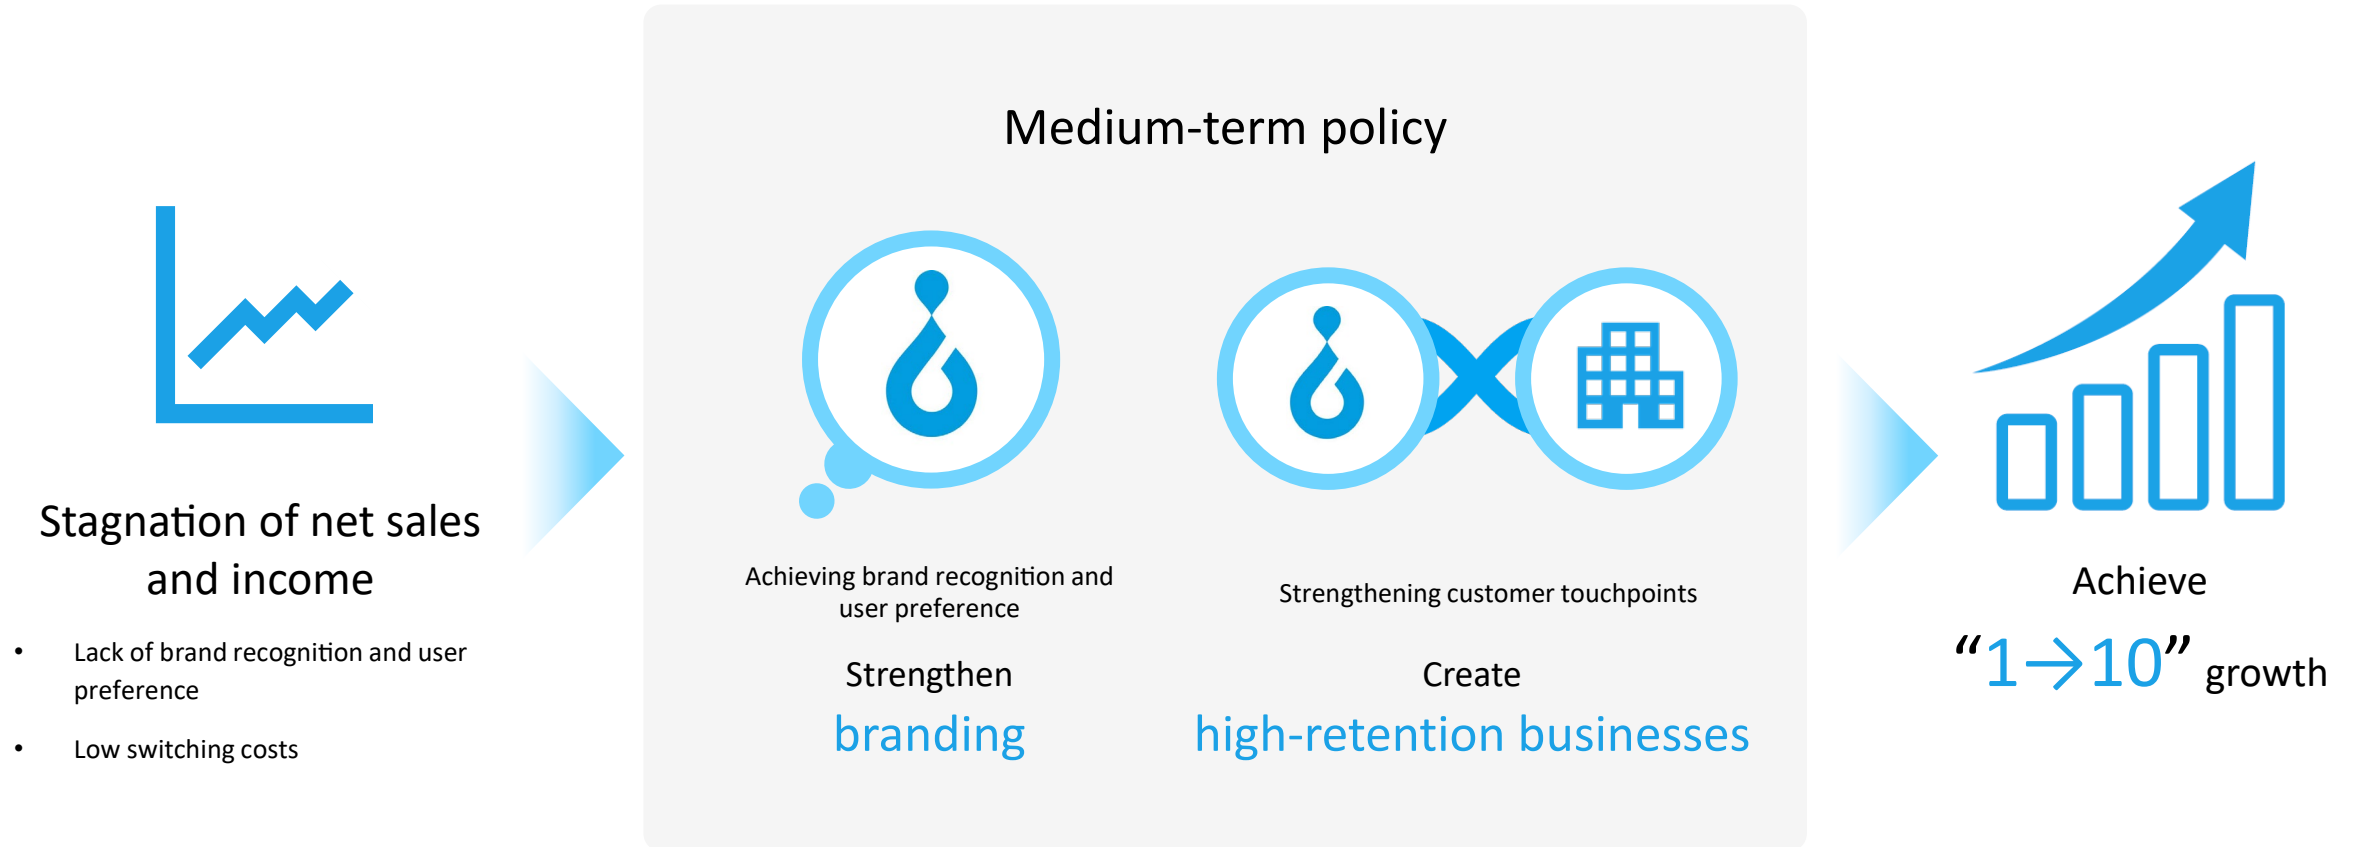 Stagnation of net sales
and income
• Lack of brand recognition and user
preference
• Low switching costs
Medium-term policy
Achieving brand recognition and
user preference
Strengthen
branding
Strengthening customer touchpoints
Create
high-retention businesses
Achieve
“1→10” growth